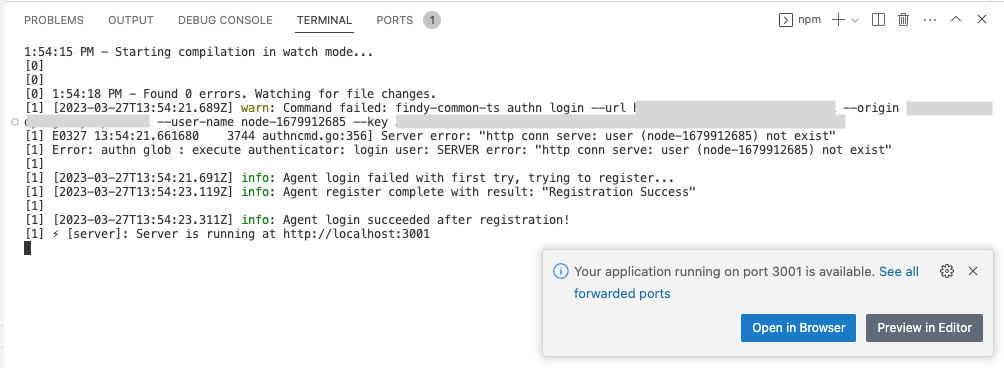 PROBLEMS OUTPUT DEBUG CONSOLE TERMINAL PORTS 1 npm
1:54:15 PM - Starting compilation in watch mode...
[0]
[0]
[0] 1:54:18 PM - Found 0 errors. Watching for file changes.
[1] [2023-03-27T13:54:21.689Z] warn: Command failed: findy-common-ts authn login --url --origin
--user-name node-1679912685 --key
[1] E0327 13:54:21.661680 3744 authncmd.go:356] Server error: "http conn serve: user (node-1679912685) not exist"
[1] Error: authn glob : execute authenticator: login user: SERVER error: "http conn serve: user (node-1679912685) not exist"
[1]
[1] [2023-03-27T13:54:21.691Z] info: Agent login failed with first try, trying to register...
[1] [2023-03-27T13:54:23.119Z] info: Agent register complete with result: "Registration Success"
[1]
[1] [2023-03-27T13:54:23.311Z] info: Agent login succeeded after registration!
[1] ⚡ [server]: Server is running at http://localhost:3001
Your application running on port 3001 is available. See all
forwarded ports
Open in Browser Preview in Editor